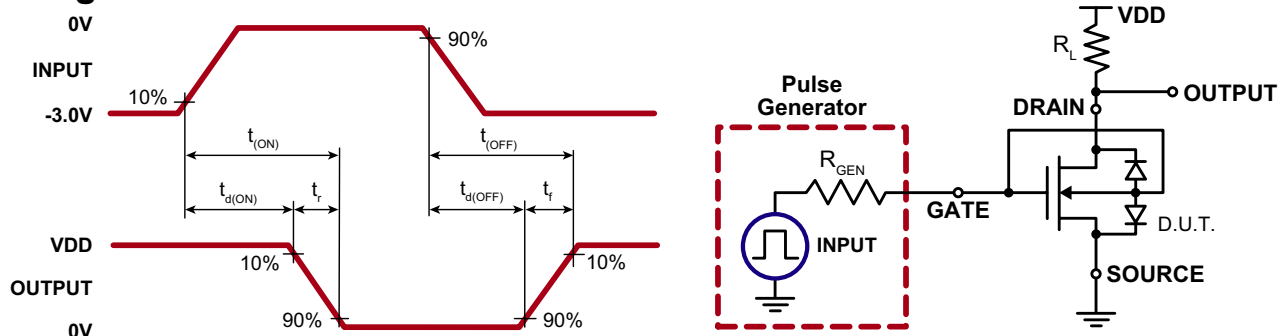 0V
INPUT
-3.0V
10%
90%
t(ON)
t(OFF)
td(ON)
tr
td(OFF)
tf
VDD
OUTPUT
0V
10%
90%
90%
10%
Pulse
Generator
RGEN
INPUT
GATE
VDD
RL
OUTPUT
DRAIN
D.U.T.
SOURCE